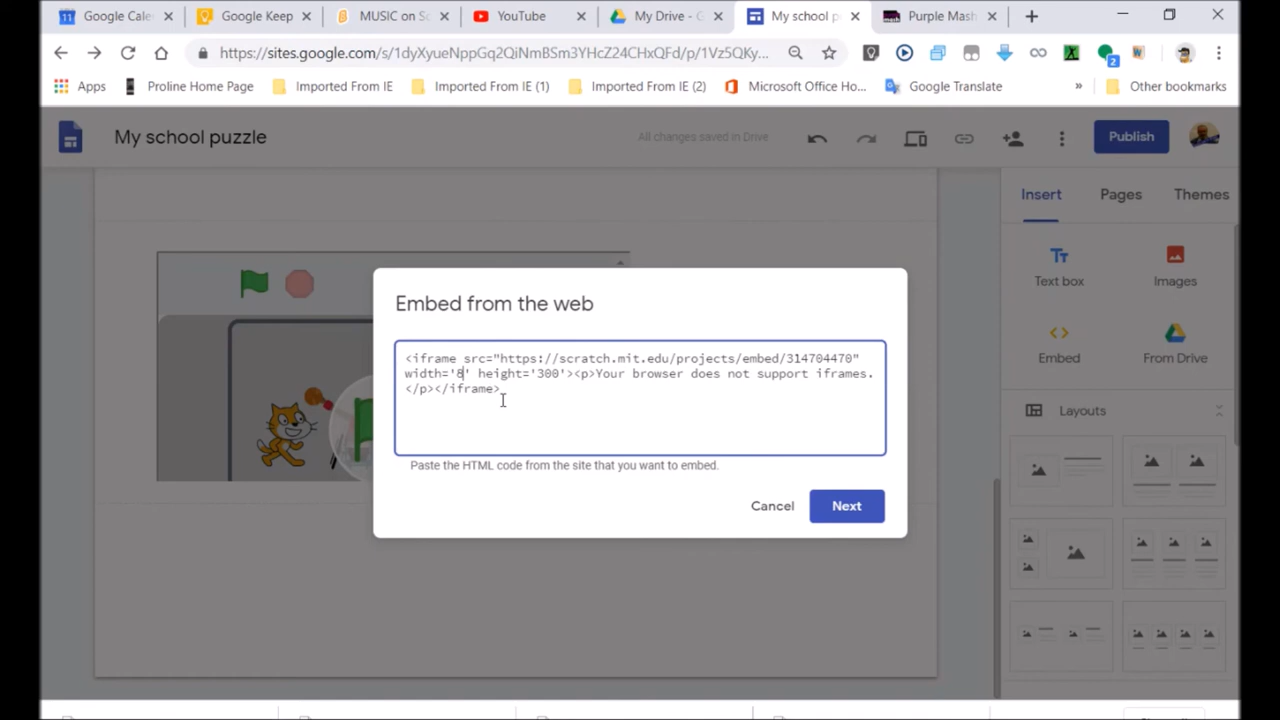 Google Cale
Google Keep
MUSIC on Sc
YouTube
My Drive - G
My school p
Purple Mash
https://sites.google.com/s/1dyXyueNppGq2QiNmBSm3YHcZ24CHxQFd/p/1Vz5QKy...
2
Apps
Proline Home Page
Imported From IE
Imported From IE (1)
Imported From IE (2)
Microsoft Office Ho...
Google Translate
»
Other bookmarks
My school puzzle
All changes saved in Drive
Publish
Insert
Pages
Themes
Tт
Text box
Images
Embed
From Drive
Layouts
Embed from the web
<iframe src="https://scratch.mit.edu/projects/embed/314704470"
width='8' height='300'><p>Your browser does not support iframes.
</p></iframe>
Paste the HTML code from the site that you want to embed.
Cancel
Next